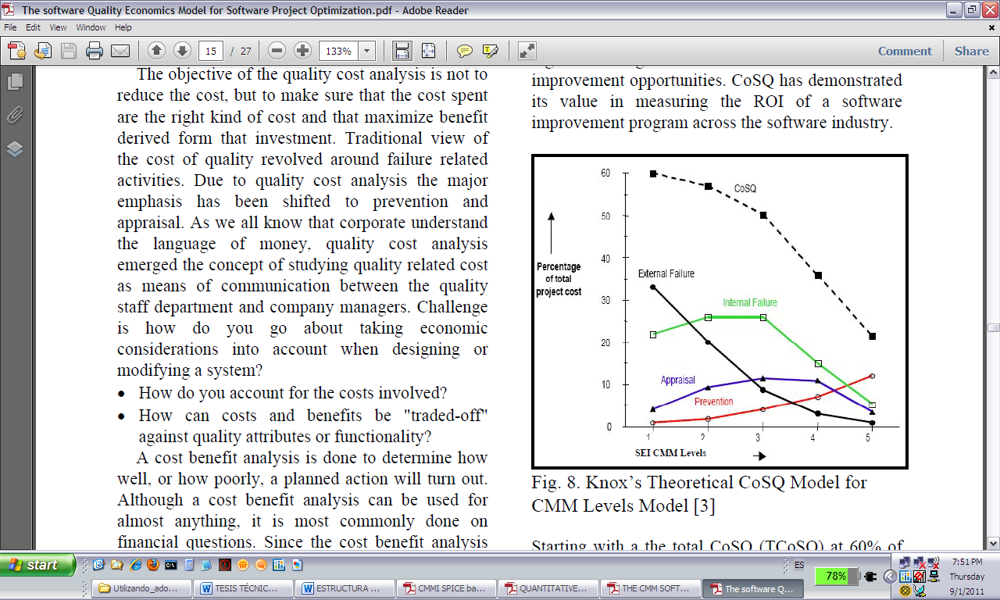 The software Quality Economics Model for Software Project Optimization.pdf - Adobe Reader
File Edit View Window Help
15 / 27 133% Comment Share
The objective of the quality cost analysis is not to
reduce the cost, but to make sure that the cost spent
are the right kind of cost and that maximize benefit
derived form that investment. Traditional view of
the cost of quality revolved around failure related
activities. Due to quality cost analysis the major
emphasis has been shifted to prevention and
appraisal. As we all know that corporate understand
the language of money, quality cost analysis
emerged the concept of studying quality related cost
as means of communication between the quality
staff department and company managers. Challenge
is how do you go about taking economic
considerations into account when designing or
modifying a system?
• How do you account for the costs involved?
• How can costs and benefits be "traded-off"
against quality attributes or functionality?
A cost benefit analysis is done to determine how
well, or how poorly, a planned action will turn out.
Although a cost benefit analysis can be used for
almost anything, it is most commonly done on
financial questions. Since the cost benefit analysis
improvement opportunities. CoSQ has demonstrated
its value in measuring the ROI of a software
improvement program across the software industry.
60
CoSQ
50
40
Percentage
of total
project cost
External Failure
30
Internal Failure
20
Appraisal
10
Prevention
0
1 2 3 4 5
SEI CMM Levels
Fig. 8. Knox’s Theoretical CoSQ Model for
CMM Levels Model [3]
Starting with a the total CoSQ (TCoSQ) at 60% of
start
ES
78%
7:51 PM
Thursday
9/1/2011
Utilizando_ado...
TESIS TÉCNIC...
ESTRUCTURA ...
CMMI SPICE ba...
QUANTITATIVE...
THE CMM SOFT...
The software Q...